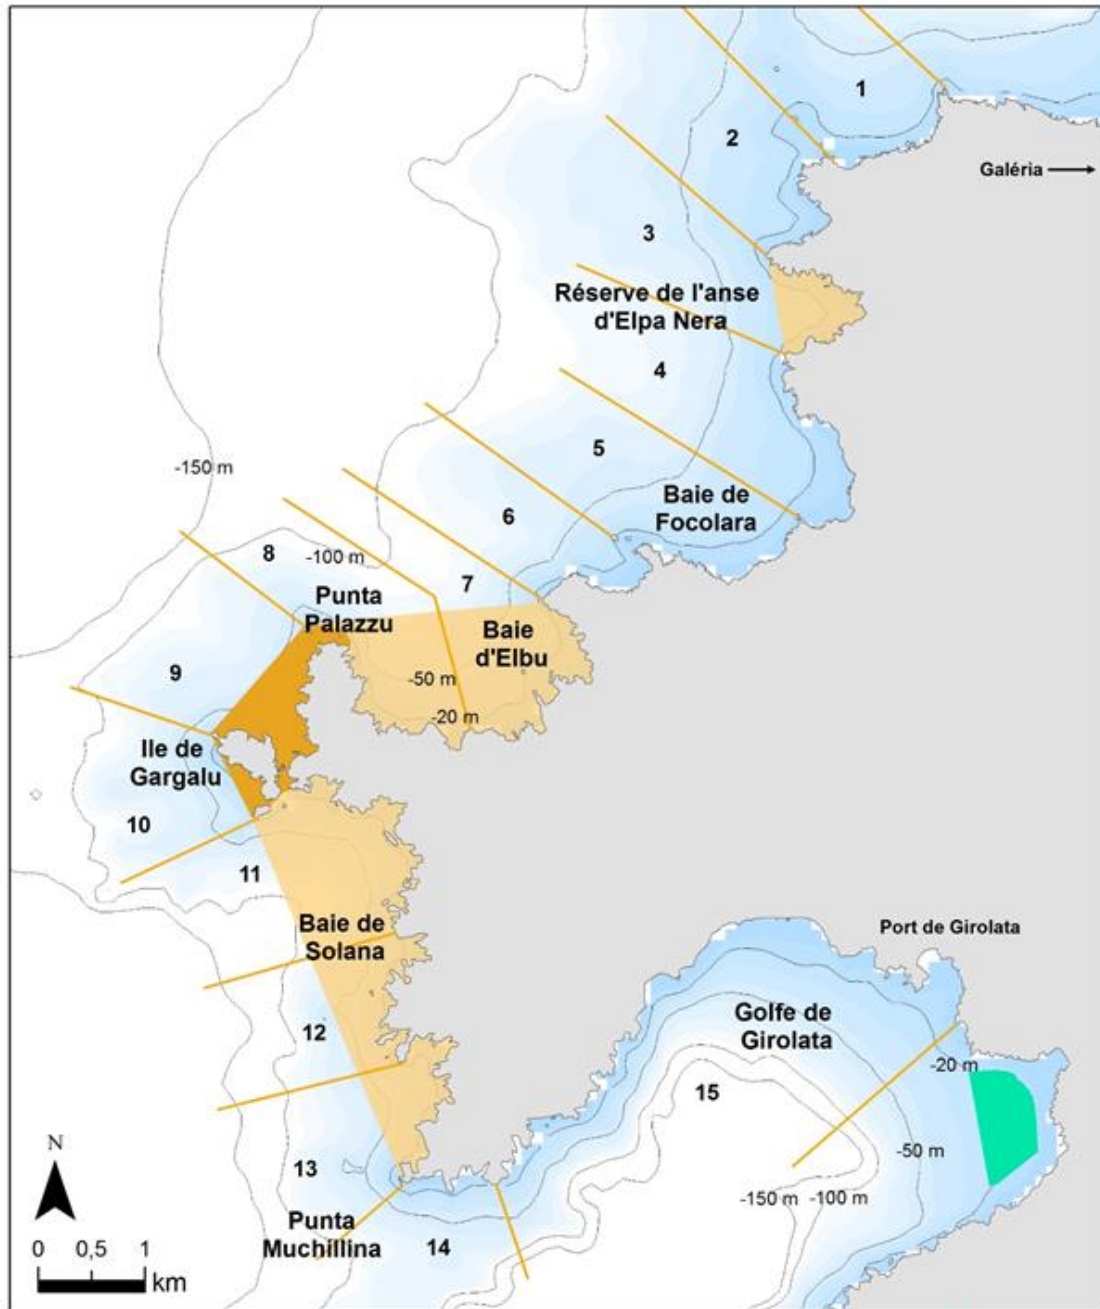 1
2
Galéria
3
Réserve de l'anse
d'Elpa Nera
4
5
-150 m
Baie de
Focolara
6
8
-100 m
7
Punta
Palazzu
Baie
d'Elbu
9
-50 m
-20 m
Ile de
Gargalu
10
11
Baie de
Solana
Port de Girolata
Golfe de
Girolata
12
-20 m
15
N
13
-50 m
-150 m
-100 m
Punta
Muchillina
14
0 0,5 1
km